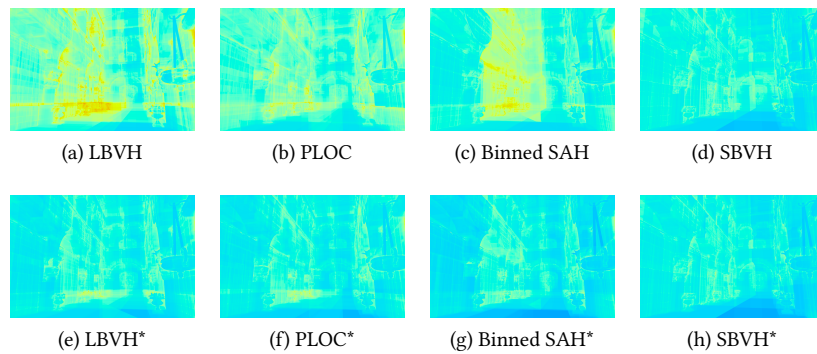 (a) LBVH
(b) PLOC
(c) Binned SAH
(d) SBVH
(e) LBVH*
(f) PLOC*
(g) Binned SAH*
(h) SBVH*